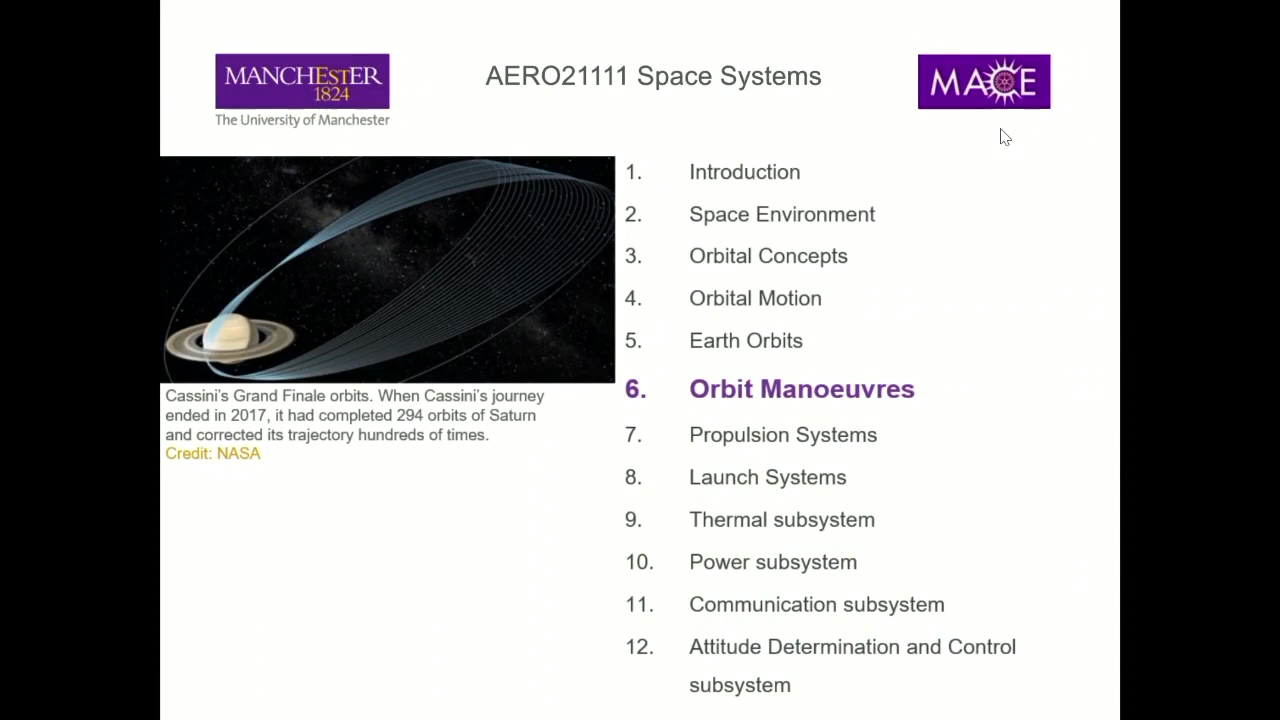 MANCHESTER
1824
The University of Manchester
AERO21111 Space Systems
MACE
Cassini's Grand Finale orbits. When Cassini's journey
ended in 2017, it had completed 294 orbits of Saturn
and corrected its trajectory hundreds of times.
Credit: NASA
1. Introduction
2. Space Environment
3. Orbital Concepts
4. Orbital Motion
5. Earth Orbits
6. Orbit Manoeuvres
7. Propulsion Systems
8. Launch Systems
9. Thermal subsystem
10. Power subsystem
11. Communication subsystem
12. Attitude Determination and Control
subsystem